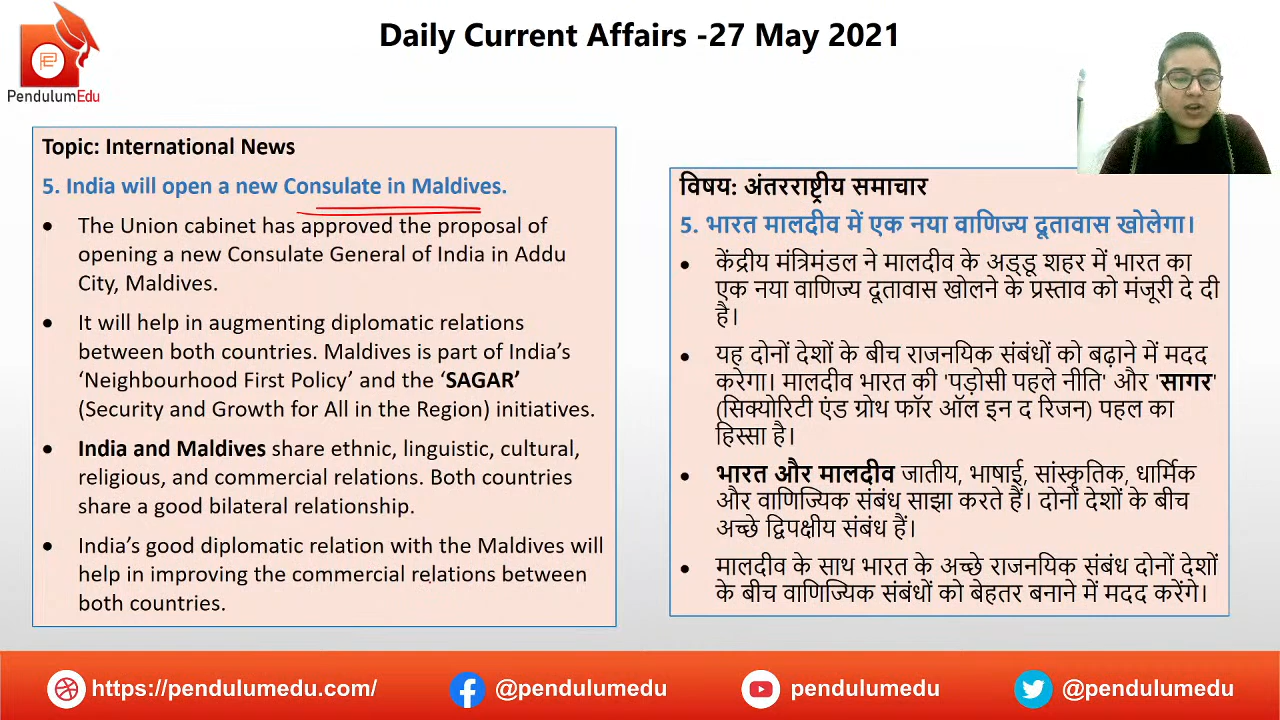 Daily Current Affairs -27 May 2021
PendulumEdu
Topic: International News
5. India will open a new Consulate in Maldives.
• The Union cabinet has approved the proposal of
opening a new Consulate General of India in Addu
City, Maldives.
• It will help in augmenting diplomatic relations
between both countries. Maldives is part of India's
'Neighbourhood First Policy' and the 'SAGAR'
(Security and Growth for All in the Region) initiatives.
• India and Maldives share ethnic, linguistic, cultural,
religious, and commercial relations. Both countries
share a good bilateral relationship.
• India's good diplomatic relation with the Maldives will
help in improving the commercial relations between
both countries.
विषय: अंतरराष्ट्रीय समाचार
5. भारत मालदीव में एक नया वाणिज्य दूतावास खोलेगा।
• केंद्रीय मंत्रिमंडल ने मालदीव के अड्डू शहर में भारत का
एक नया वाणिज्य दूतावास खोलने के प्रस्ताव को मंजूरी दे दी
है।
• यह दोनों देशों के बीच राजनयिक संबंधों को बढ़ाने में मदद
करेगा। मालदीव भारत की 'पड़ोसी पहले नीति' और 'सागर'
(सिक्योरिटी एंड ग्रोथ फॉर ऑल इन द रिजन) पहल का
हिस्सा है।
• भारत और मालदीव जातीय, भाषाई, सांस्कृतिक, धार्मिक
और वाणिज्यिक संबंध साझा करते हैं। दोनों देशों के बीच
अच्छे द्विपक्षीय संबंध हैं।
• मालदीव के साथ भारत के अच्छे राजनयिक संबंध दोनों देशों
के बीच वाणिज्यिक संबंधों को बेहतर बनाने में मदद करेंगे।
https://pendulumedu.com/
@pendulumedu
pendulumedu
@pendulumedu